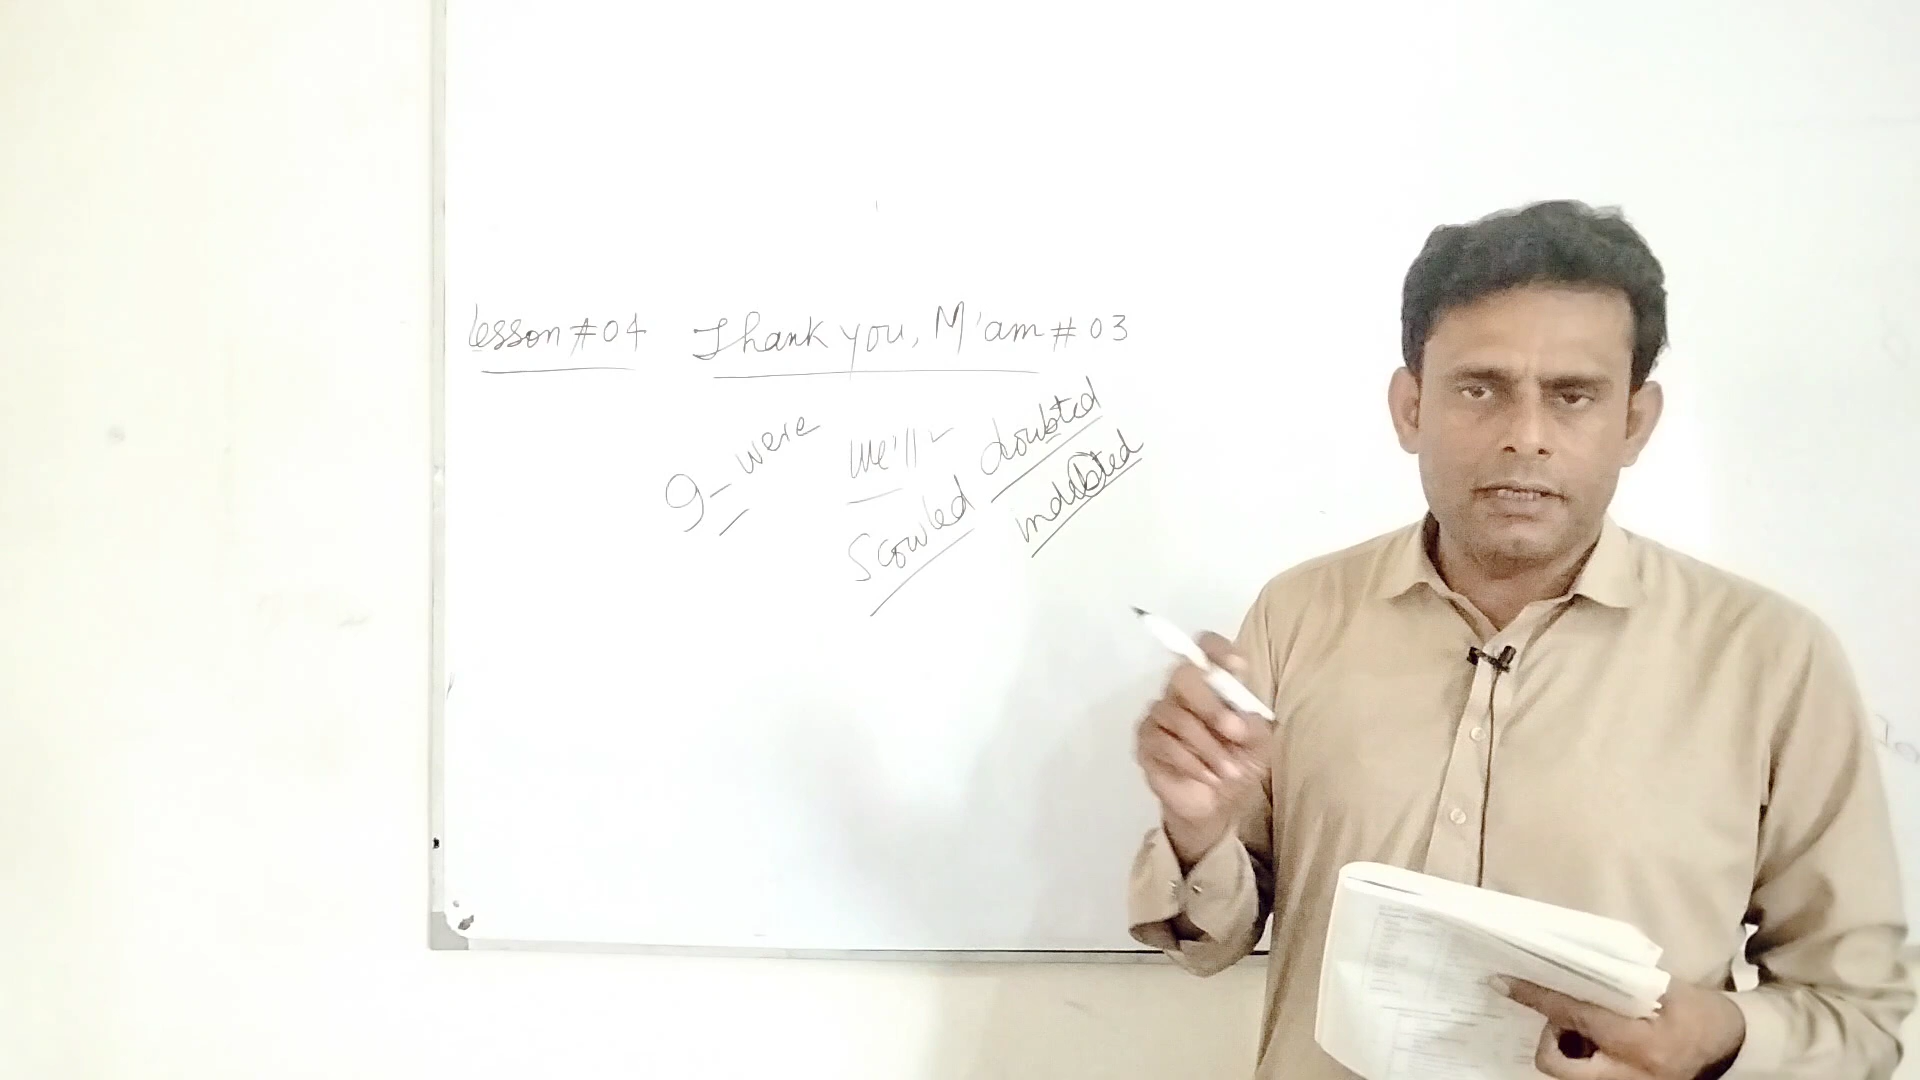 Lesson #04 Thank you, M'am #03
9- were we'll doubted
Scowled indebted